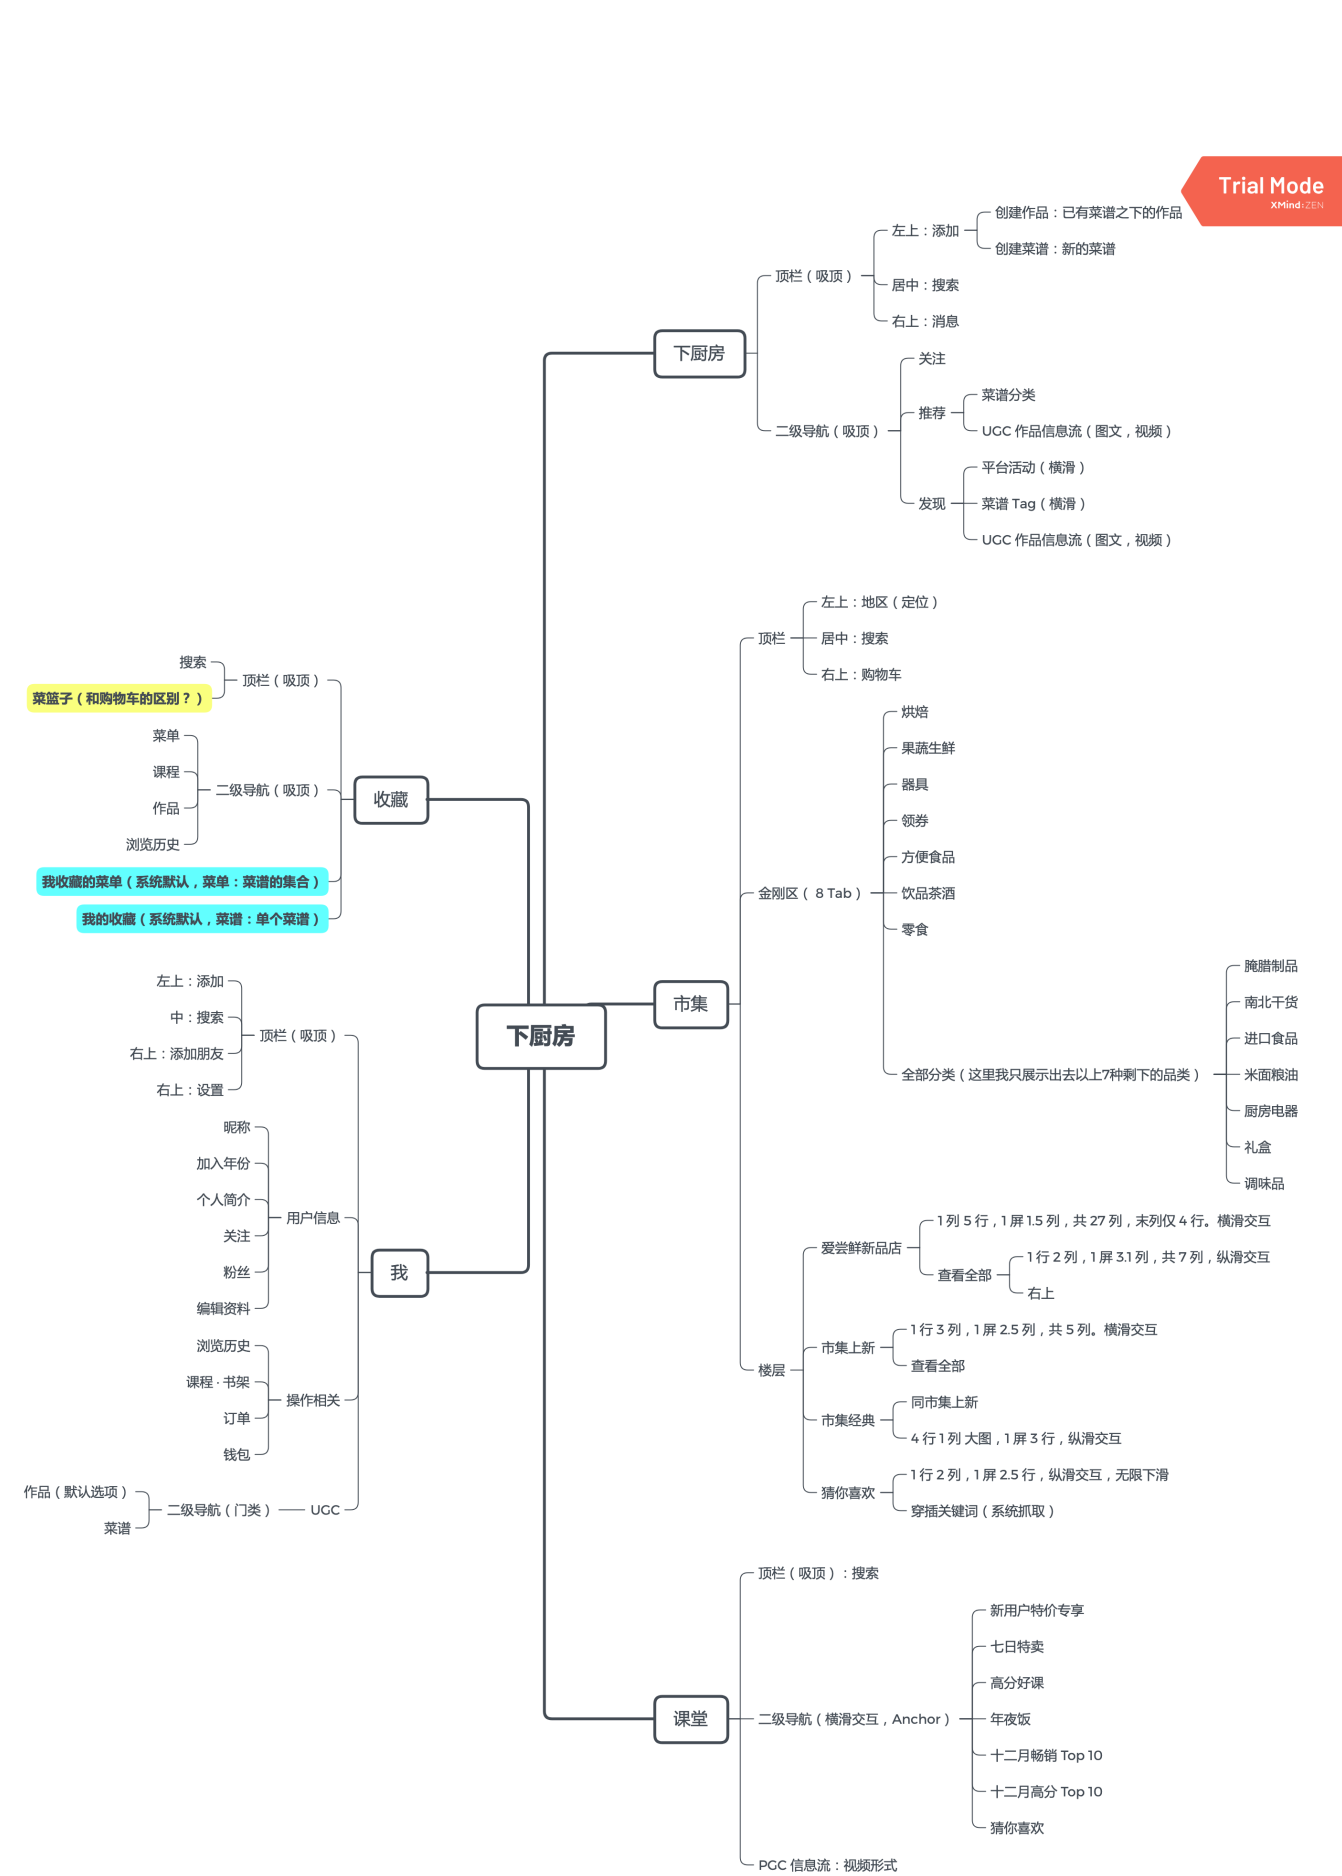 Trial Mode
XMind:ZEN
下厨房
下厨房
顶栏（吸顶）
左上：添加
创建作品：已有菜谱之下的作品
创建菜谱：新的菜谱
居中：搜索
右上：消息
二级导航（吸顶）
关注
推荐
菜谱分类
UGC 作品信息流（图文，视频）
发现
平台活动（横滑）
菜谱 Tag（横滑）
UGC 作品信息流（图文，视频）
市集
顶栏
左上：地区（定位）
居中：搜索
右上：购物车
金刚区（ 8 Tab）
烘焙
果蔬生鲜
器具
领券
方便食品
饮品茶酒
零食
全部分类（这里我只展示出去以上7种剩下的品类）
腌腊制品
南北干货
进口食品
米面粮油
厨房电器
礼盒
调味品
楼层
爱尝鲜新品店
1 列 5 行，1 屏 1.5 列，共 27 列，末列仅 4 行。横滑交互
查看全部
1 行 2 列，1 屏 3.1 列，共 7 列，纵滑交互
右上
市集上新
1 行 3 列，1 屏 2.5 列，共 5 列。横滑交互
查看全部
市集经典
同市集上新
4 行 1 列 大图，1 屏 3 行，纵滑交互
猜你喜欢
1 行 2 列，1 屏 2.5 行，纵滑交互，无限下滑
穿插关键词（系统抓取）
课堂
顶栏（吸顶）：搜索
二级导航（横滑交互，Anchor）
新用户特价专享
七日特卖
高分好课
年夜饭
十二月畅销 Top 10
十二月高分 Top 10
猜你喜欢
PGC 信息流：视频形式
收藏
顶栏（吸顶）
搜索
菜篮子（和购物车的区别？）
二级导航（吸顶）
菜单
课程
作品
浏览历史
我收藏的菜单（系统默认，菜单：菜谱的集合）
我的收藏（系统默认，菜谱：单个菜谱）
我
顶栏（吸顶）
左上：添加
中：搜索
右上：添加朋友
右上：设置
用户信息
昵称
加入年份
个人简介
关注
粉丝
编辑资料
操作相关
浏览历史
课程 · 书架
订单
钱包
UGC
二级导航（门类）
作品（默认选项）
菜谱